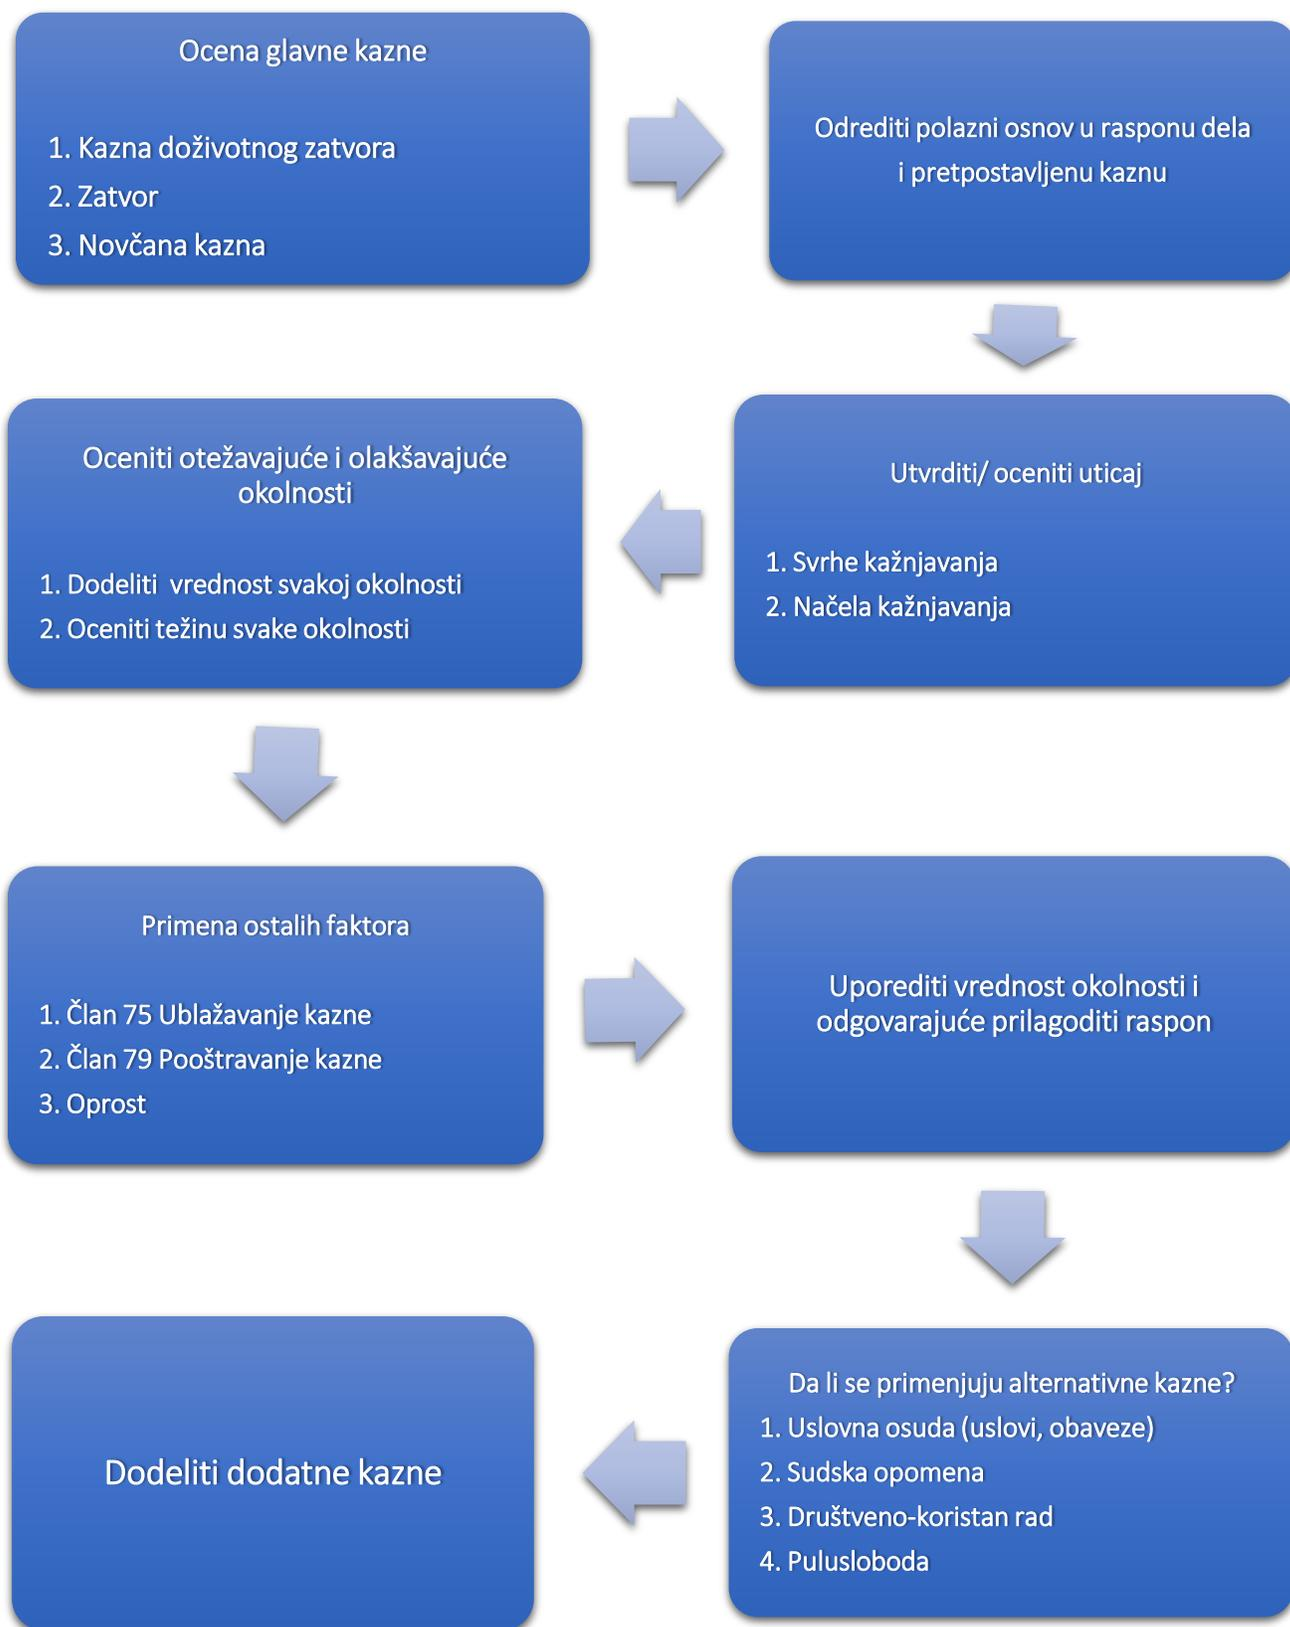 Ocena glavne kazne
1. Kazna doživotnog zatvora
2. Zatvor
3. Novčana kazna
Odrediti polazni osnov u rasponu dela
i pretpostavljenu kaznu
Utvrditi/ oceniti uticaj
1. Svrhe kažnjavanja
2. Načela kažnjavanja
Oceniti otežavajuće i olakšavajuće
okolnosti
1. Dodeliti vrednost svakoj okolnosti
2. Oceniti težinu svake okolnosti
Primena ostalih faktora
1. Član 75 Ublažavanje kazne
2. Član 79 Pooštravanje kazne
3. Oprost
Uporediti vrednost okolnosti i
odgovarajuće prilagoditi raspon
Da li se primenjuju alternativne kazne?
1. Uslovna osuda (uslovi, obaveze)
2. Sudska opomena
3. Društveno-koristan rad
4. Pulusloboda
Dodeliti dodatne kazne